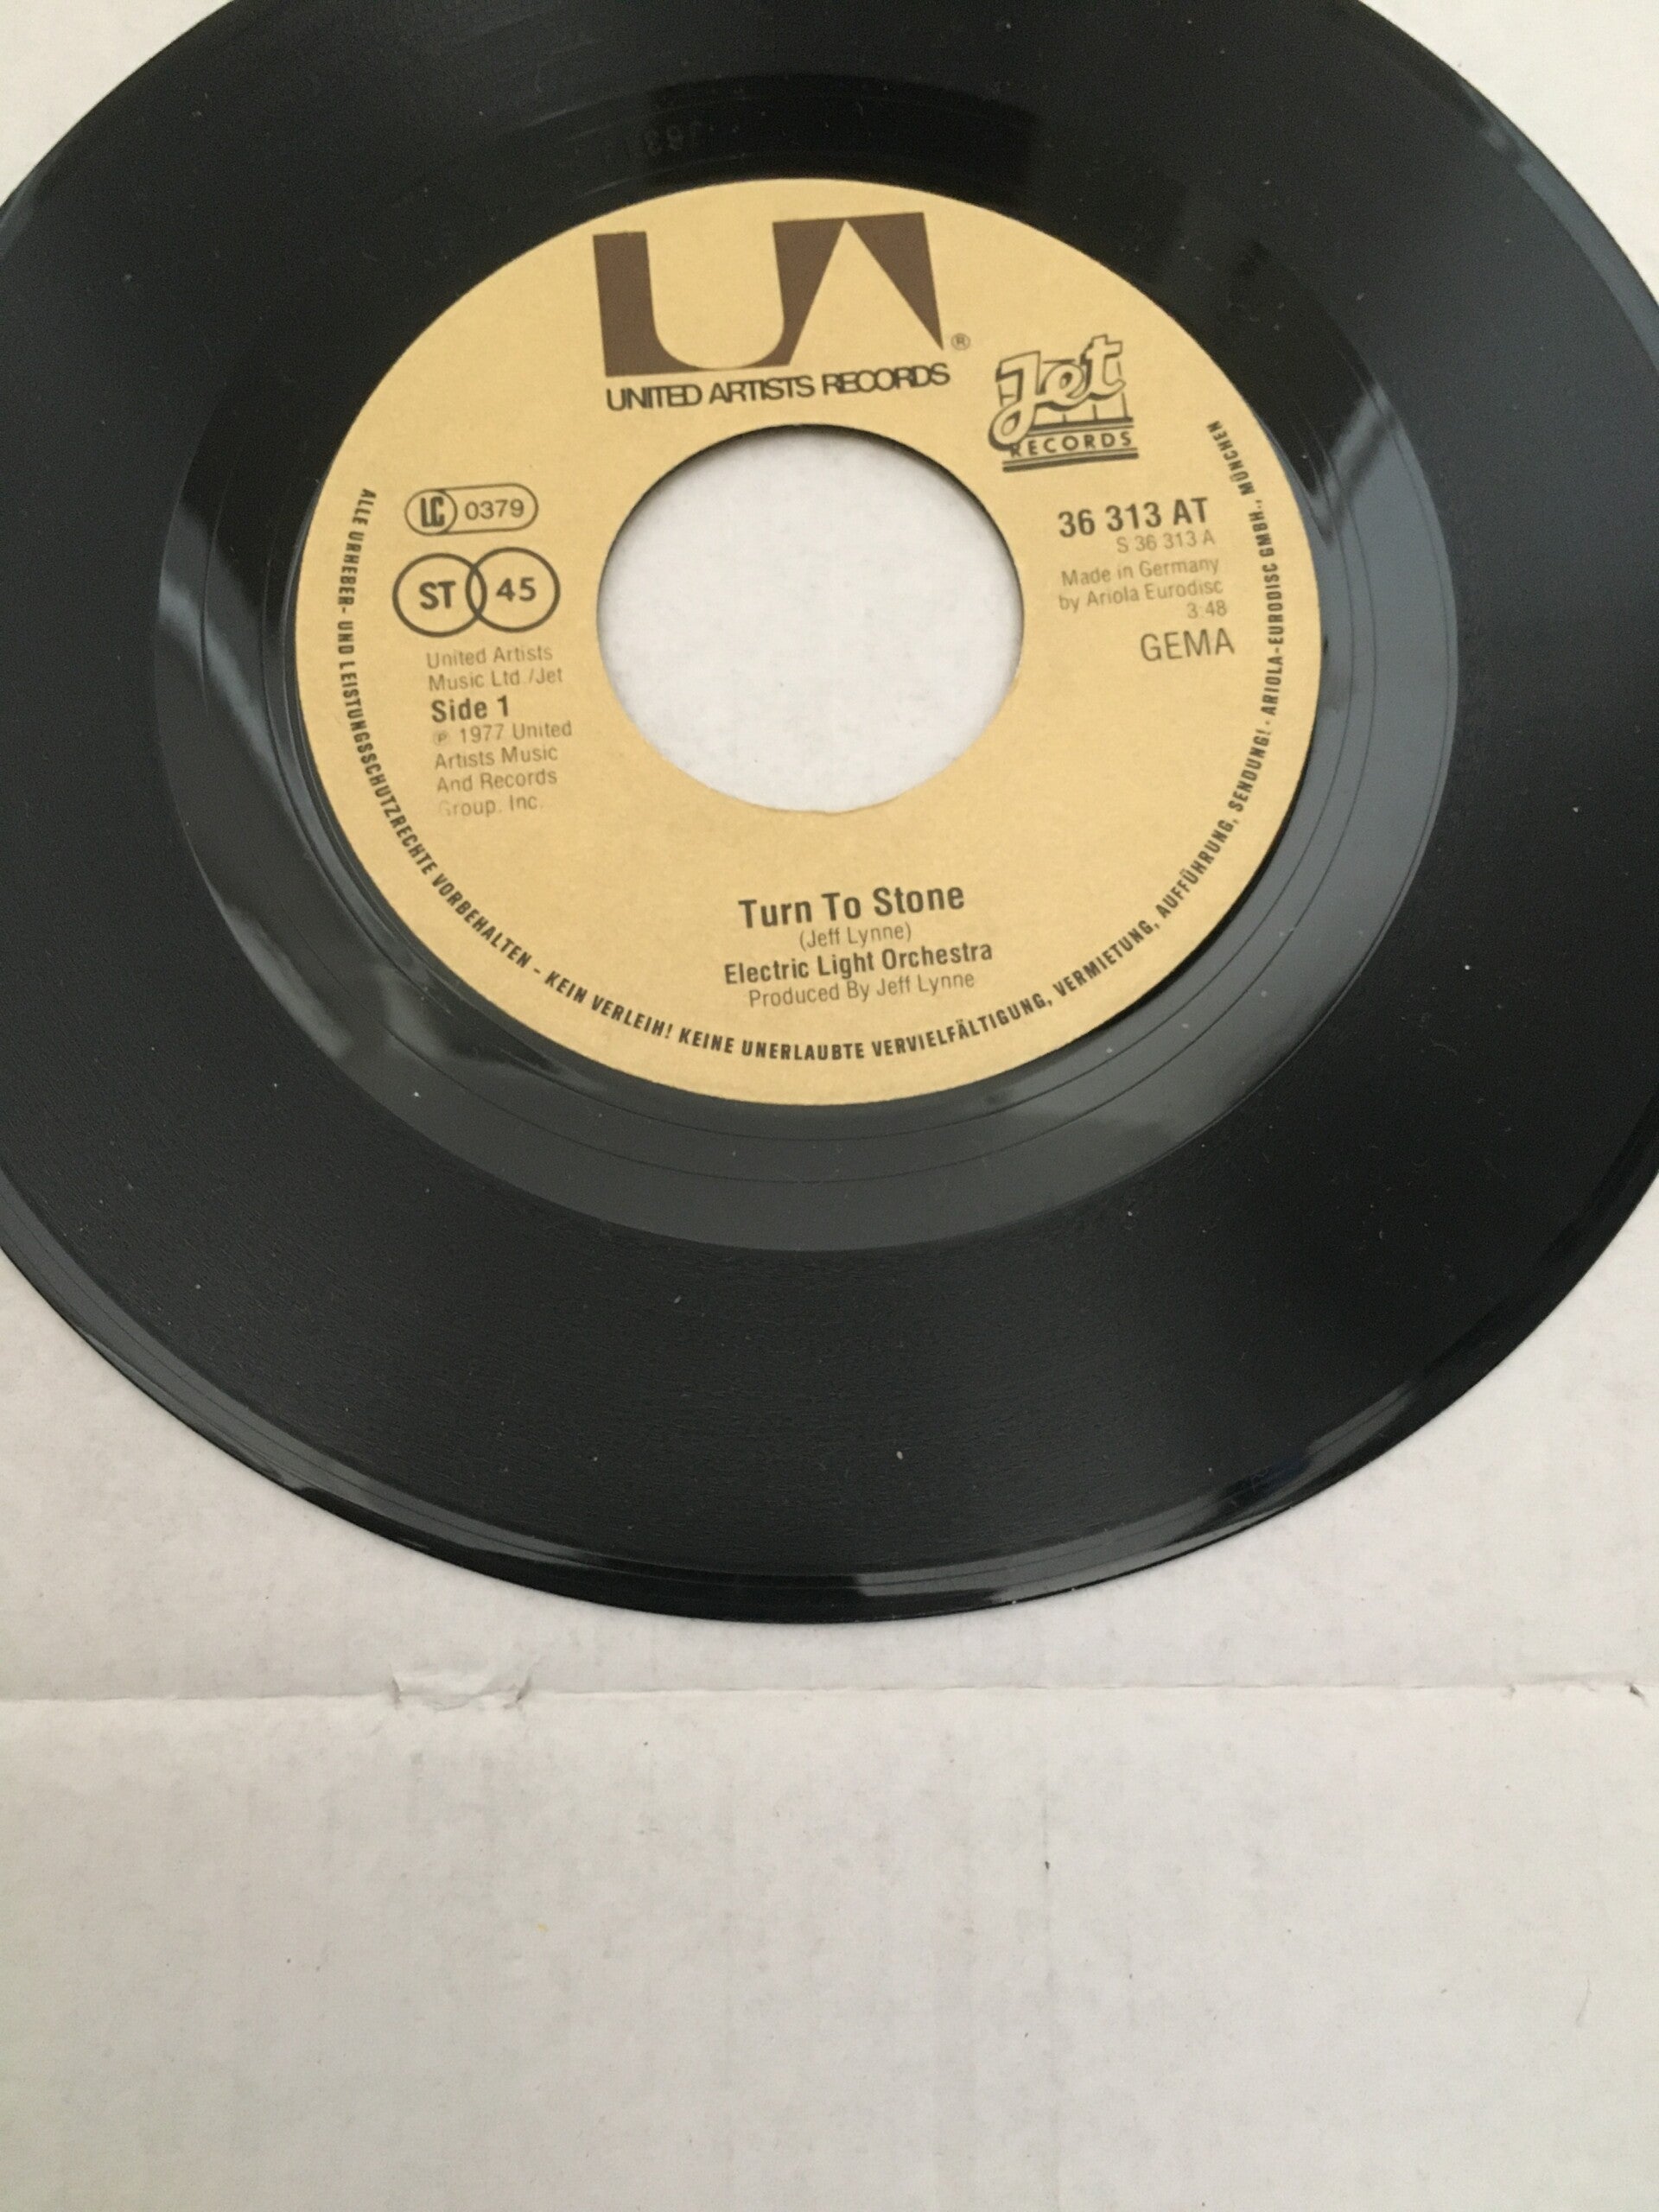 UA
®
UNITED ARTISTS RECORDS
Jet
RECORDS
LC 0379
ST 45
United Artists
Music Ltd./Jet
Side 1
℗ 1977 United
Artists Music
And Records
Group. Inc.
36 313 AT
S 36 313 A
Made in Germany
by Ariola Eurodisc
3:48
GEMA
Turn To Stone
(Jeff Lynne)
Electric Light Orchestra
Produced By Jeff Lynne
ALLE URHEBER- UND LEISTUNGSSCHUTZRECHTE VORBEHALTEN - KEIN VERLEIH! KEINE UNERLAUBTE VERVIELFÄLTIGUNG, VERMIETUNG, AUFFÜHRUNG, SENDUNG! · ARIOLA-EURODISC GMBH., MÜNCHEN